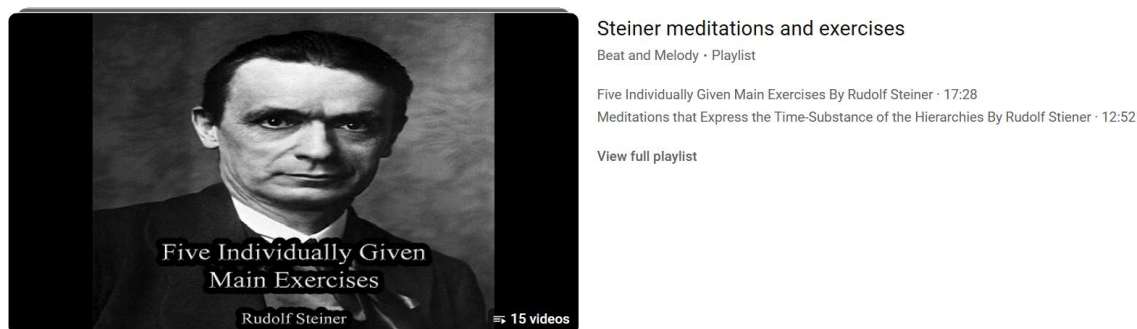 Five Individually Given
Main Exercises
Rudolf Steiner
15 videos
Steiner meditations and exercises
Beat and Melody • Playlist
Five Individually Given Main Exercises By Rudolf Steiner · 17:28
Meditations that Express the Time-Substance of the Hierarchies By Rudolf Stiener · 12:52
View full playlist